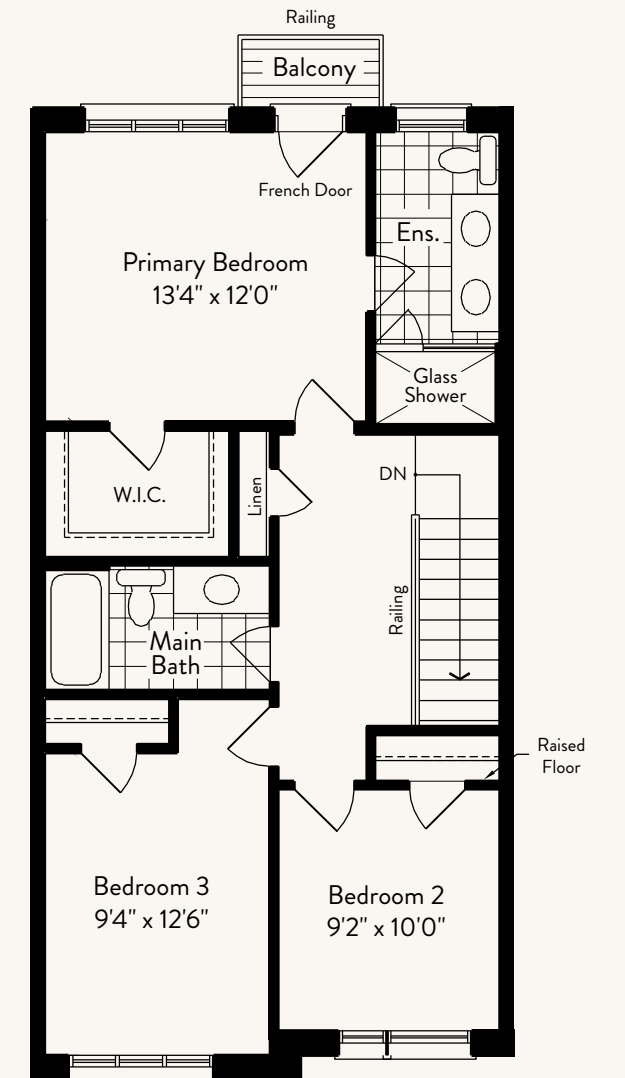 Railing
Balcony
French Door
Ens.
Primary Bedroom
13'4" x 12'0"
Glass
Shower
DN
W.I.C.
Linen
Railing
Main
Bath
Raised
Floor
Bedroom 3
9'4" x 12'6"
Bedroom 2
9'2" x 10'0"